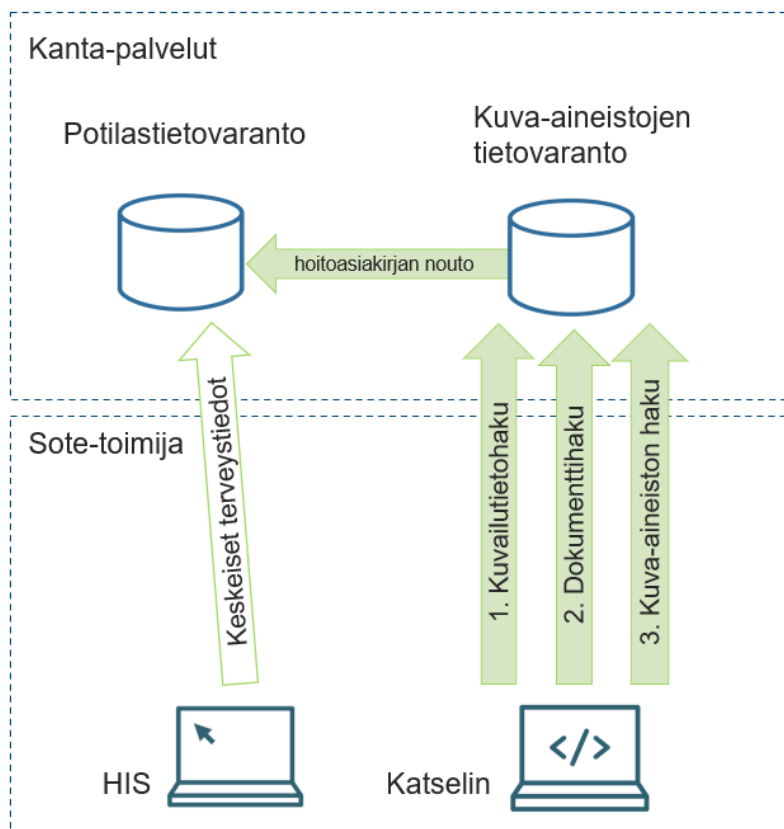 Kanta-palvelut
Potilastietovaranto
Kuva-aineistojen
tietovaranto
hoitoasiakirjan nouto
Keskeiset terveystiedot
1. Kuvailutietohaku
2. Dokumenttihaku
3. Kuva-aineiston haku
Sote-toimija
HIS
</>
Katselin